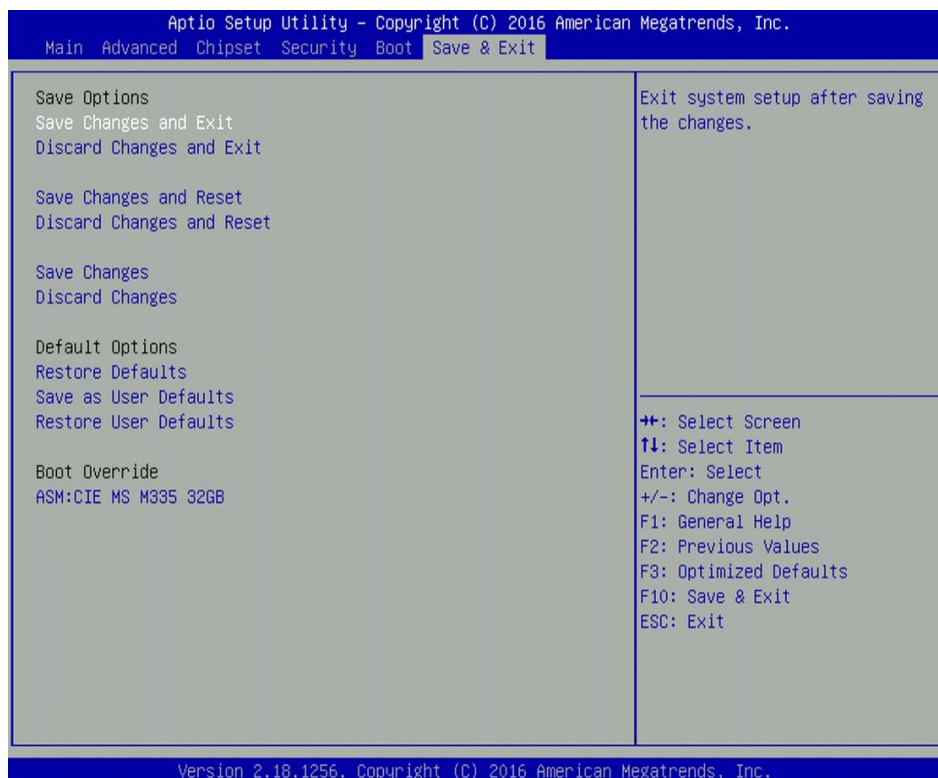 Aptio Setup Utility – Copyright (C) 2016 American Megatrends, Inc.
Main Advanced Chipset Security Boot Save & Exit
Save Options
Save Changes and Exit
Discard Changes and Exit
Save Changes and Reset
Discard Changes and Reset
Save Changes
Discard Changes
Default Options
Restore Defaults
Save as User Defaults
Restore User Defaults
Boot Override
ASM:CIE MS M335 32GB
Exit system setup after saving
the changes.
→←: Select Screen
↑↓: Select Item
Enter: Select
+/-: Change Opt.
F1: General Help
F2: Previous Values
F3: Optimized Defaults
F10: Save & Exit
ESC: Exit
Version 2.18.1256. Copyright (C) 2016 American Megatrends, Inc.